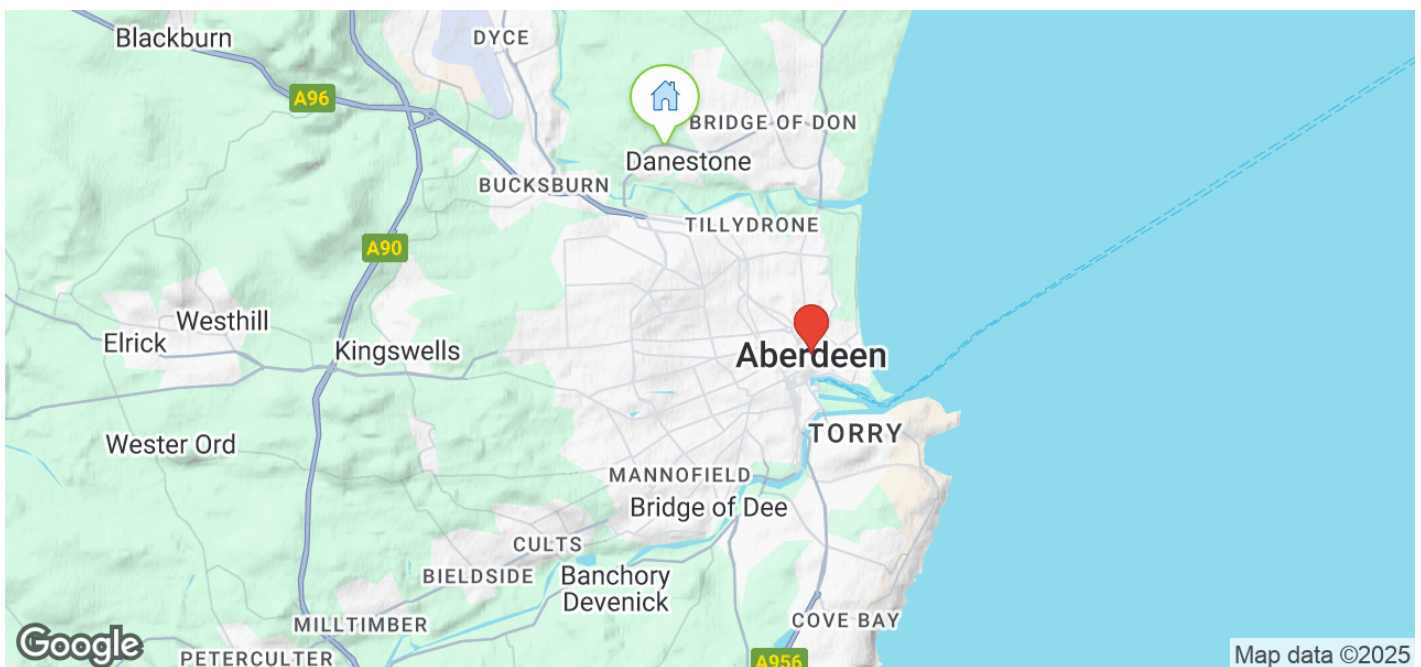 Blackburn
DYCE
A96
BRIDGE OF DON
Danestone
BUCKSBURN
TILLYDRONE
A90
Westhill
Elrick
Kingswells
Aberdeen
Wester Ord
TORRY
MANNOFIELD
Bridge of Dee
CULTS
BIELDSIDE
Banchory
Devenick
MILLTIMBER
COVE BAY
Google
PETERCULTER
A956
Map data ©2025